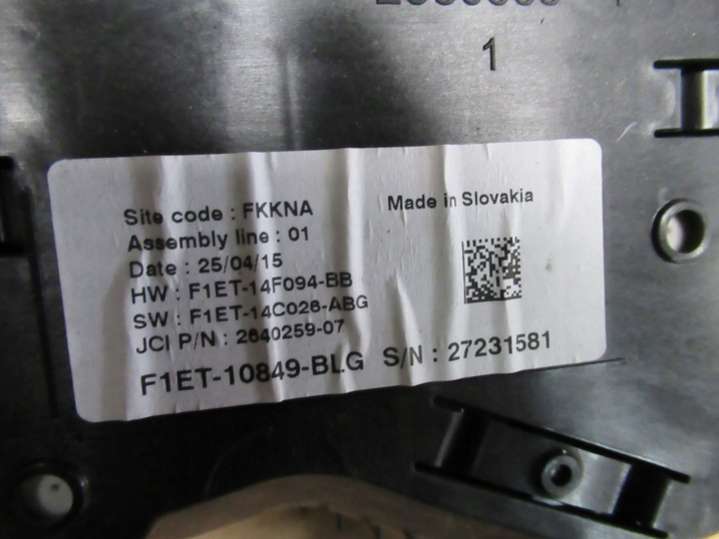 1
Site code : FKKNA
Made in Slovakia
Assembly line : 01
Date : 25/04/15
HW : F1ET-14F094-BB
SW : F1ET-14C026-ABG
JCI P/N : 2640259-07
F1ET-10849-BLG S/N : 27231581